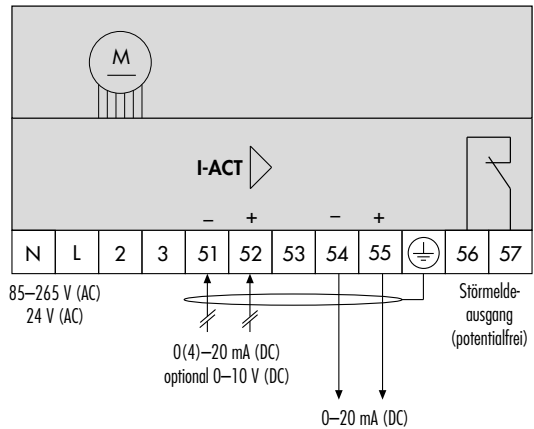 M
I-ACT
– + – +
N L 2 3 51 52 53 54 55 56 57
85–265 V (AC)
24 V (AC)
Störmelde-
ausgang
(potentialfrei)
0(4)–20 mA (DC)
optional 0–10 V (DC)
0–20 mA (DC)